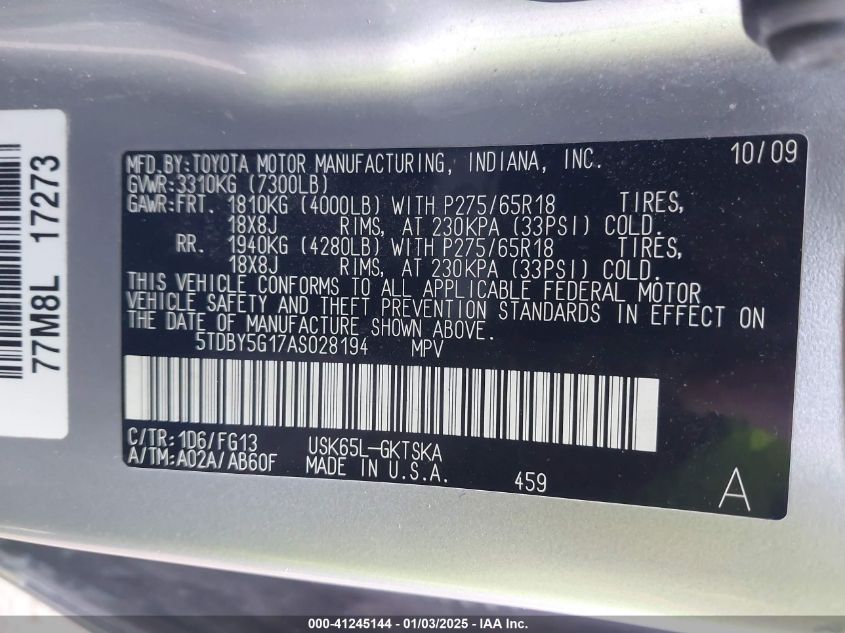 77M8L 17273
MFD.BY:TOYOTA MOTOR MANUFACTURING, INDIANA, INC. 10/09
GVWR:3310KG (7300LB)
GAWR:FRT. 1810KG (4000LB) WITH P275/65R18 TIRES,
18X8J RIMS, AT 230KPA (33PSI) COLD.
RR. 1940KG (4280LB) WITH P275/65R18 TIRES,
18X8J RIMS, AT 230KPA (33PSI) COLD.
THIS VEHICLE CONFORMS TO ALL APPLICABLE FEDERAL MOTOR
VEHICLE SAFETY AND THEFT PREVENTION STANDARDS IN EFFECT ON
THE DATE OF MANUFACTURE SHOWN ABOVE.
5TDBY5G17AS028194 MPV
C/TR:1D6/FG13 USK65L-GKTSKA
A/TM:A02A/AB60F MADE IN U.S.A. 459 A
000-41245144 - 01/03/2025 - IAA Inc.